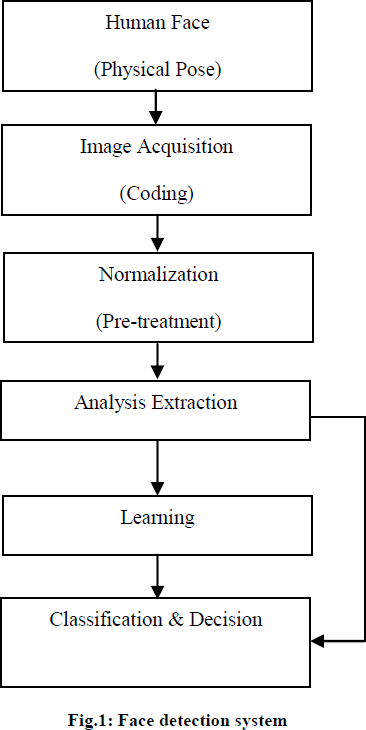 Human Face
(Physical Pose)
Image Acquisition
(Coding)
Normalization
(Pre-treatment)
Analysis Extraction
Learning
Classification & Decision
Fig.1: Face detection system